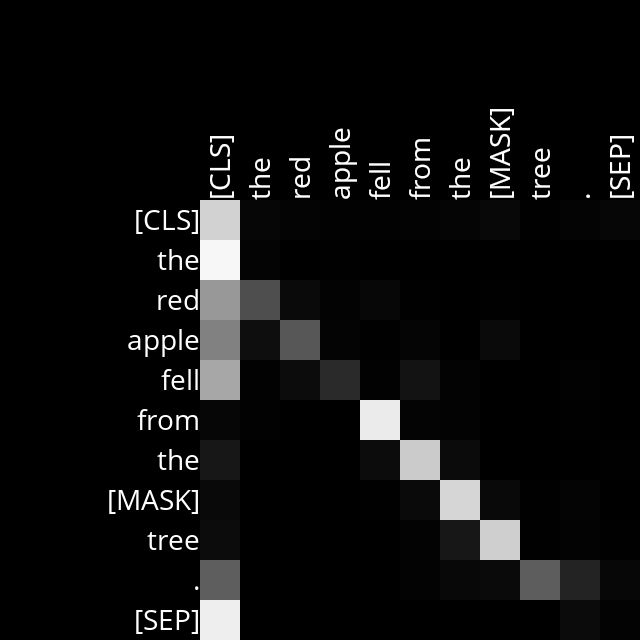 [CLS] the red apple fell from the [MASK] tree . [SEP]
[CLS]
the
red
apple
fell
from
the
[MASK]
tree
.
[SEP]